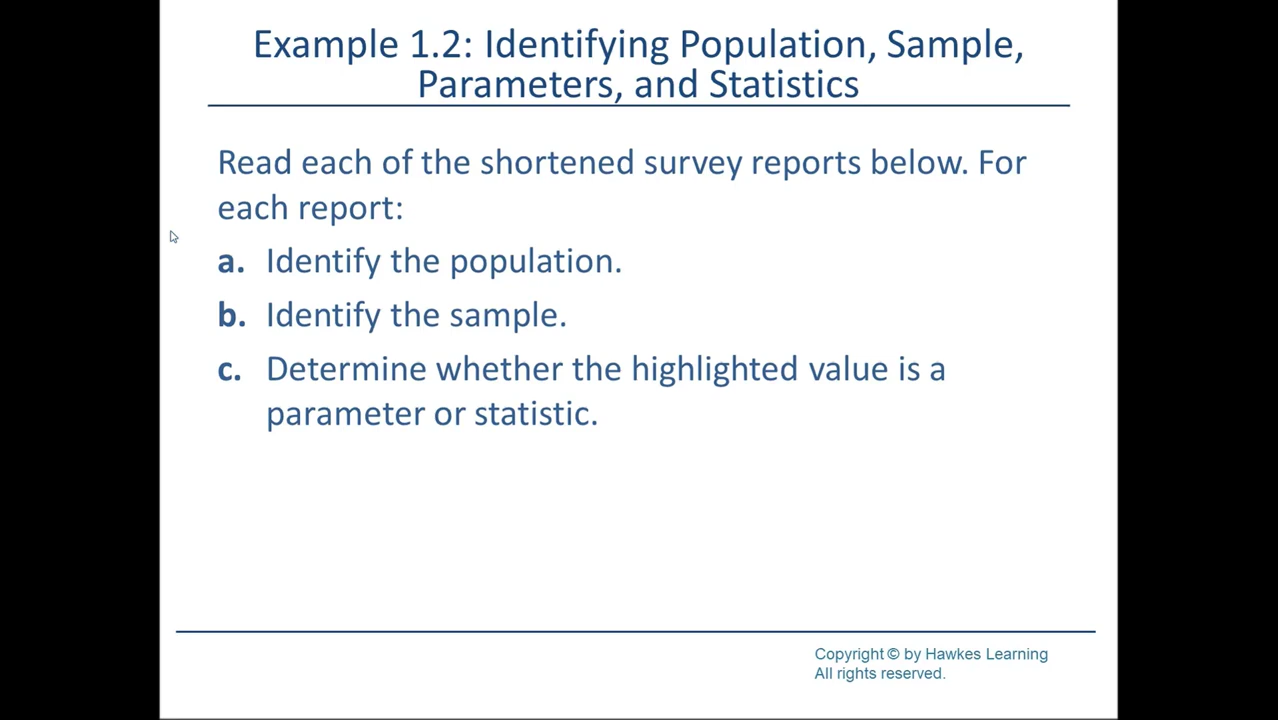 Example 1.2: Identifying Population, Sample,
Parameters, and Statistics
Read each of the shortened survey reports below. For
each report:
a. Identify the population.
b. Identify the sample.
c. Determine whether the highlighted value is a
parameter or statistic.
Copyright © by Hawkes Learning
All rights reserved.